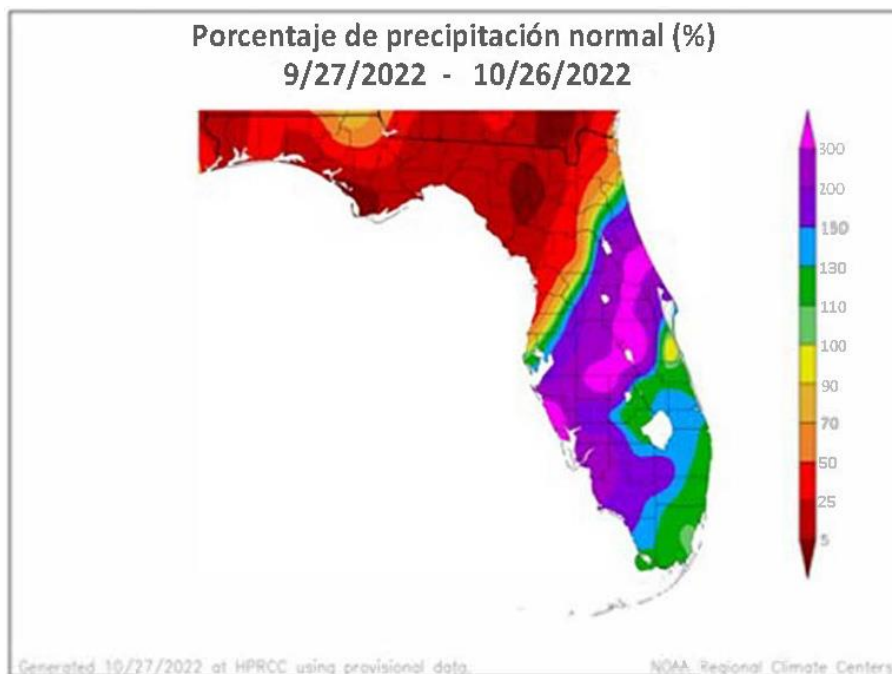 Porcentaje de precipitación normal (%)
9/27/2022 - 10/26/2022
300
200
150
130
110
100
90
70
50
25
5
Generated 10/27/2022 at HPRCC using provisional data.
NOAA Regional Climate Centers